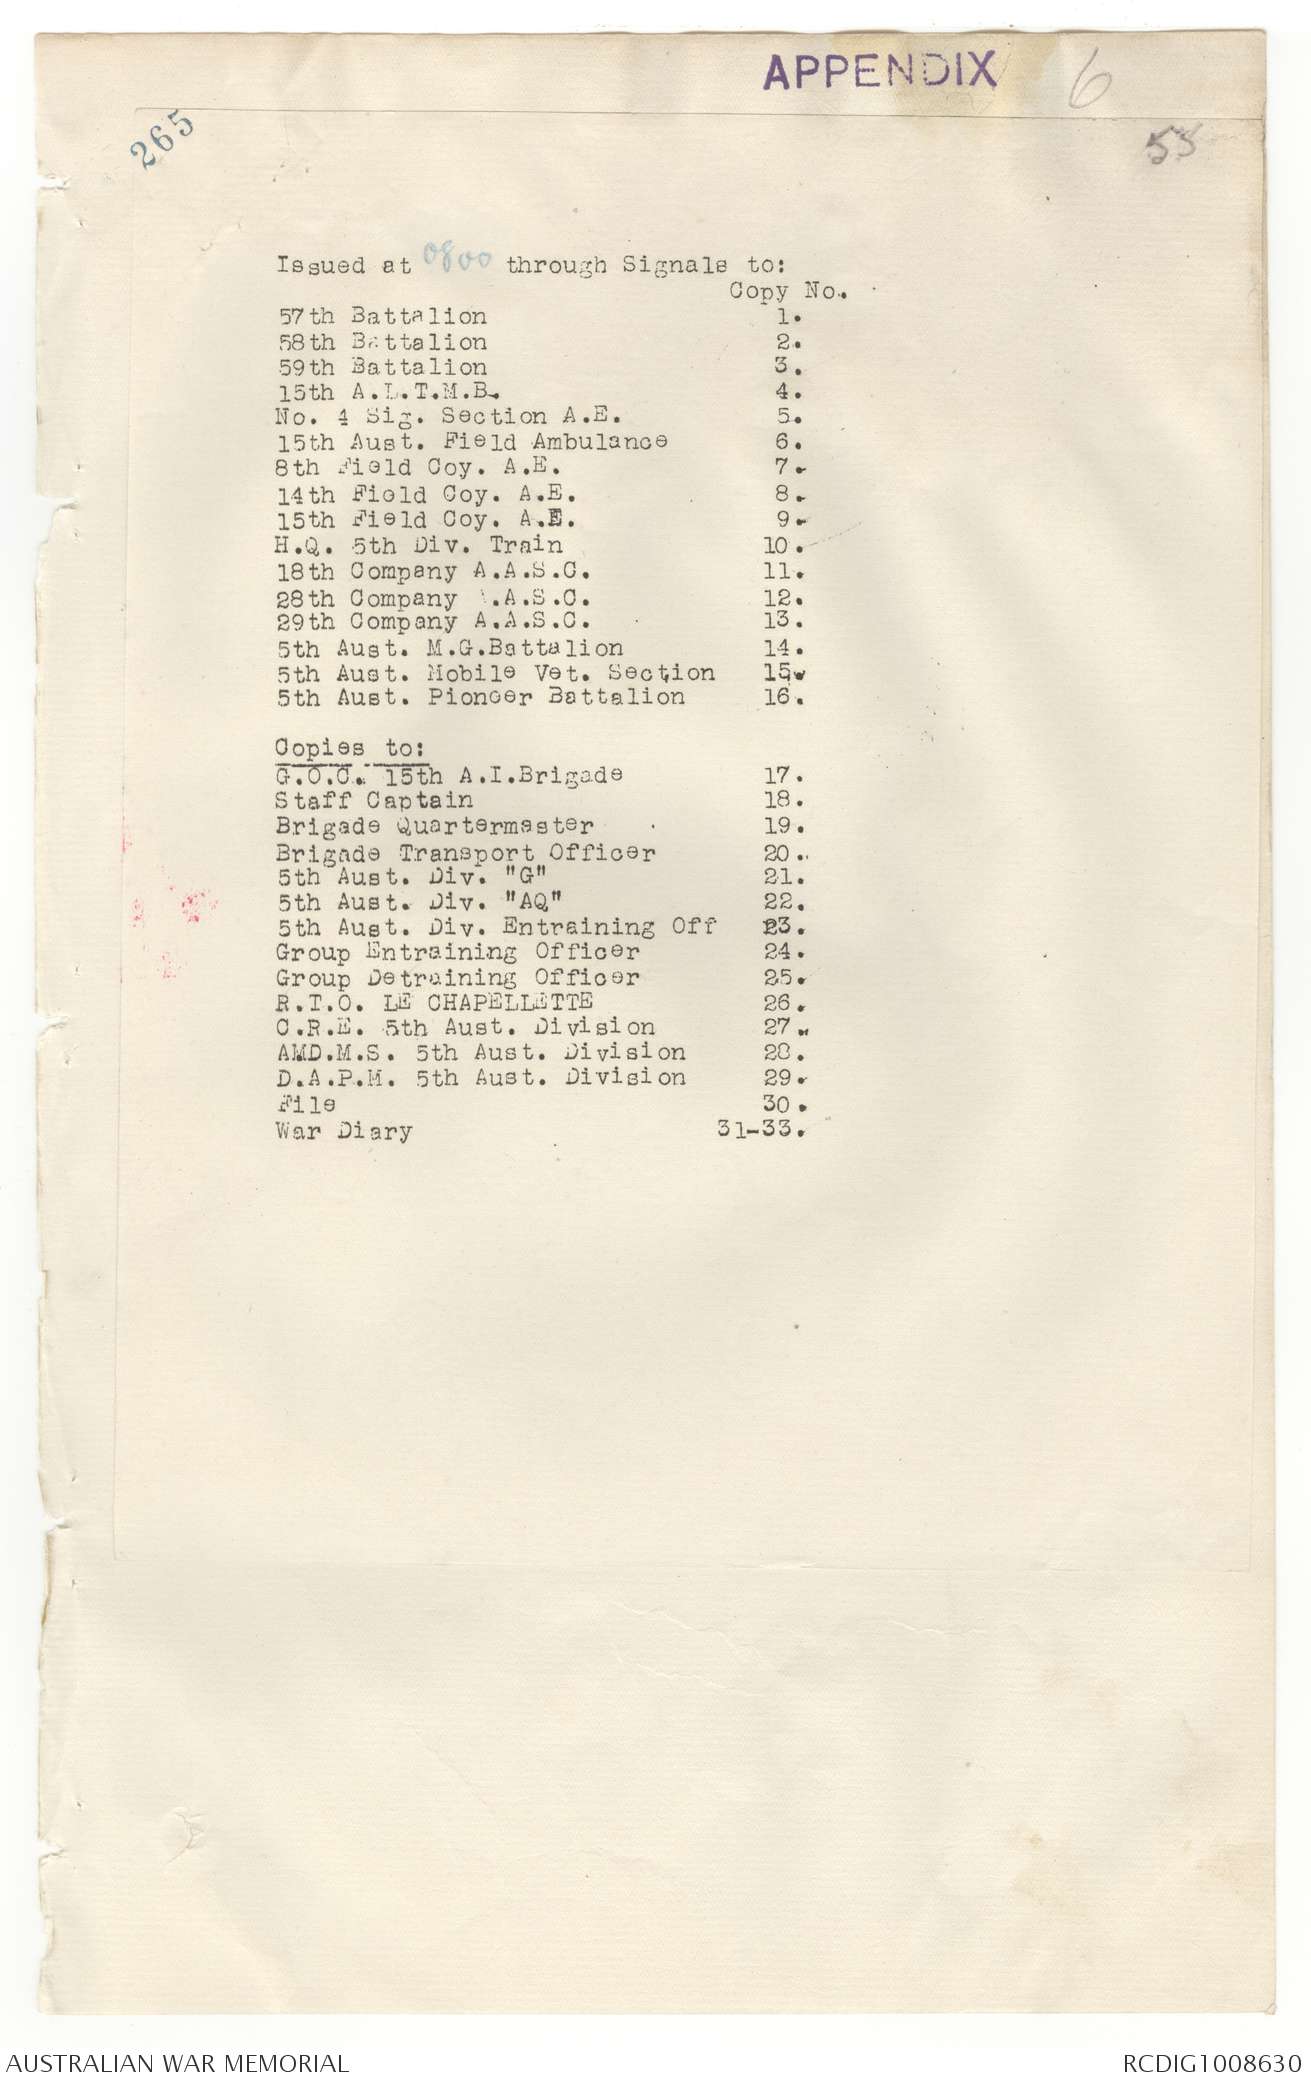 APPENDIX 6
265
55
Issued at 0800 through Signals to:
Copy No.
57th Battalion 1.
58th Battalion 2.
59th Battalion 3.
15th A.L.T.M.B. 4.
No. 4 Sig. Section A.E. 5.
15th Aust. Field Ambulance 6.
8th Field Coy. A.E. 7.
14th Field Coy. A.E. 8.
15th Field Coy. A.E. 9.
H.Q. 5th Div. Train 10.
18th Company A.A.S.C. 11.
28th Company A.A.S.C. 12.
29th Company A.A.S.C. 13.
5th Aust. M.G.Battalion 14.
5th Aust. Mobile Vet. Section 15.
5th Aust. Pioneer Battalion 16.
Copies to:
G.O.C. 15th A.I.Brigade 17.
Staff Captain 18.
Brigade Quartermaster 19.
Brigade Transport Officer 20.
5th Aust. Div. "G" 21.
5th Aust. Div. "AQ" 22.
5th Aust. Div. Entraining Off 23.
Group Entraining Officer 24.
Group Detraining Officer 25.
R.T.O. LE CHAPELLETTE 26.
C.R.E. 5th Aust. Division 27.
AMD.M.S. 5th Aust. Division 28.
D.A.P.M. 5th Aust. Division 29.
File 30.
War Diary 31-33.
AUSTRALIAN WAR MEMORIAL
RCDIG1008630